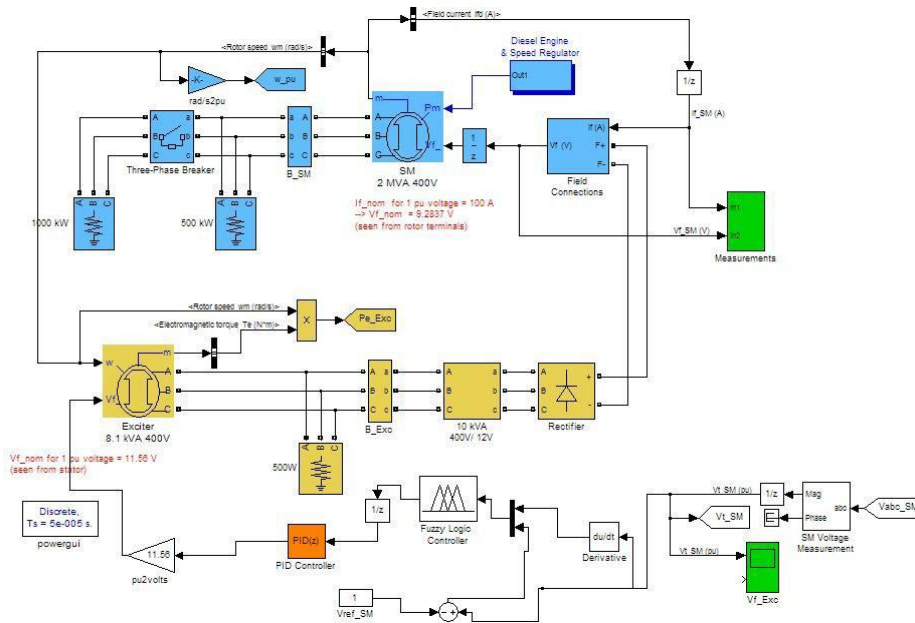 <Field current Ifd (A)>
<Rotor speed wm (rad/s)>
Diesel Engine
& Speed Regulator
Out1
1/z
-K-
w_pu
rad/s2pu
If_SM (A)
m
Pm
A
B
C
a
b
c
Vf_
1
z
If (A)
Vf (V)
F+
F-
Three-Phase Breaker
B_SM
SM
2 MVA 400V
Field
Connections
1000 kW
500 kW
If_nom for 1 pu voltage = 100 A
--> Vf_nom = 9.2837 V
(seen from rotor terminals)
Vf_SM (V)
In1
In2
Measurements
<Rotor speed wm (rad/s)>
<Electromagnetic torque Te (N*m)>
X
Pe_Exc
w
m
Vf_
A
B
C
a
b
c
+
-
Exciter
8.1 kVA 400V
B_Exc
10 kVA
400V/ 12V
Rectifier
Vf_nom for 1 pu voltage = 11.56 V
(seen from stator)
500W
Discrete,
Ts = 5e-005 s.
powergui
11.56
pu2volts
PID(z)
PID Controller
1/z
Fuzzy Logic
Controller
du/dt
Derivative
1
Vref_SM
Vt_SM (pu)
1/z
Mag
Phase
abc
Vabc_SM
Vt_SM
SM Voltage
Measurement
Vt_SM (pu)
Vf_Exc